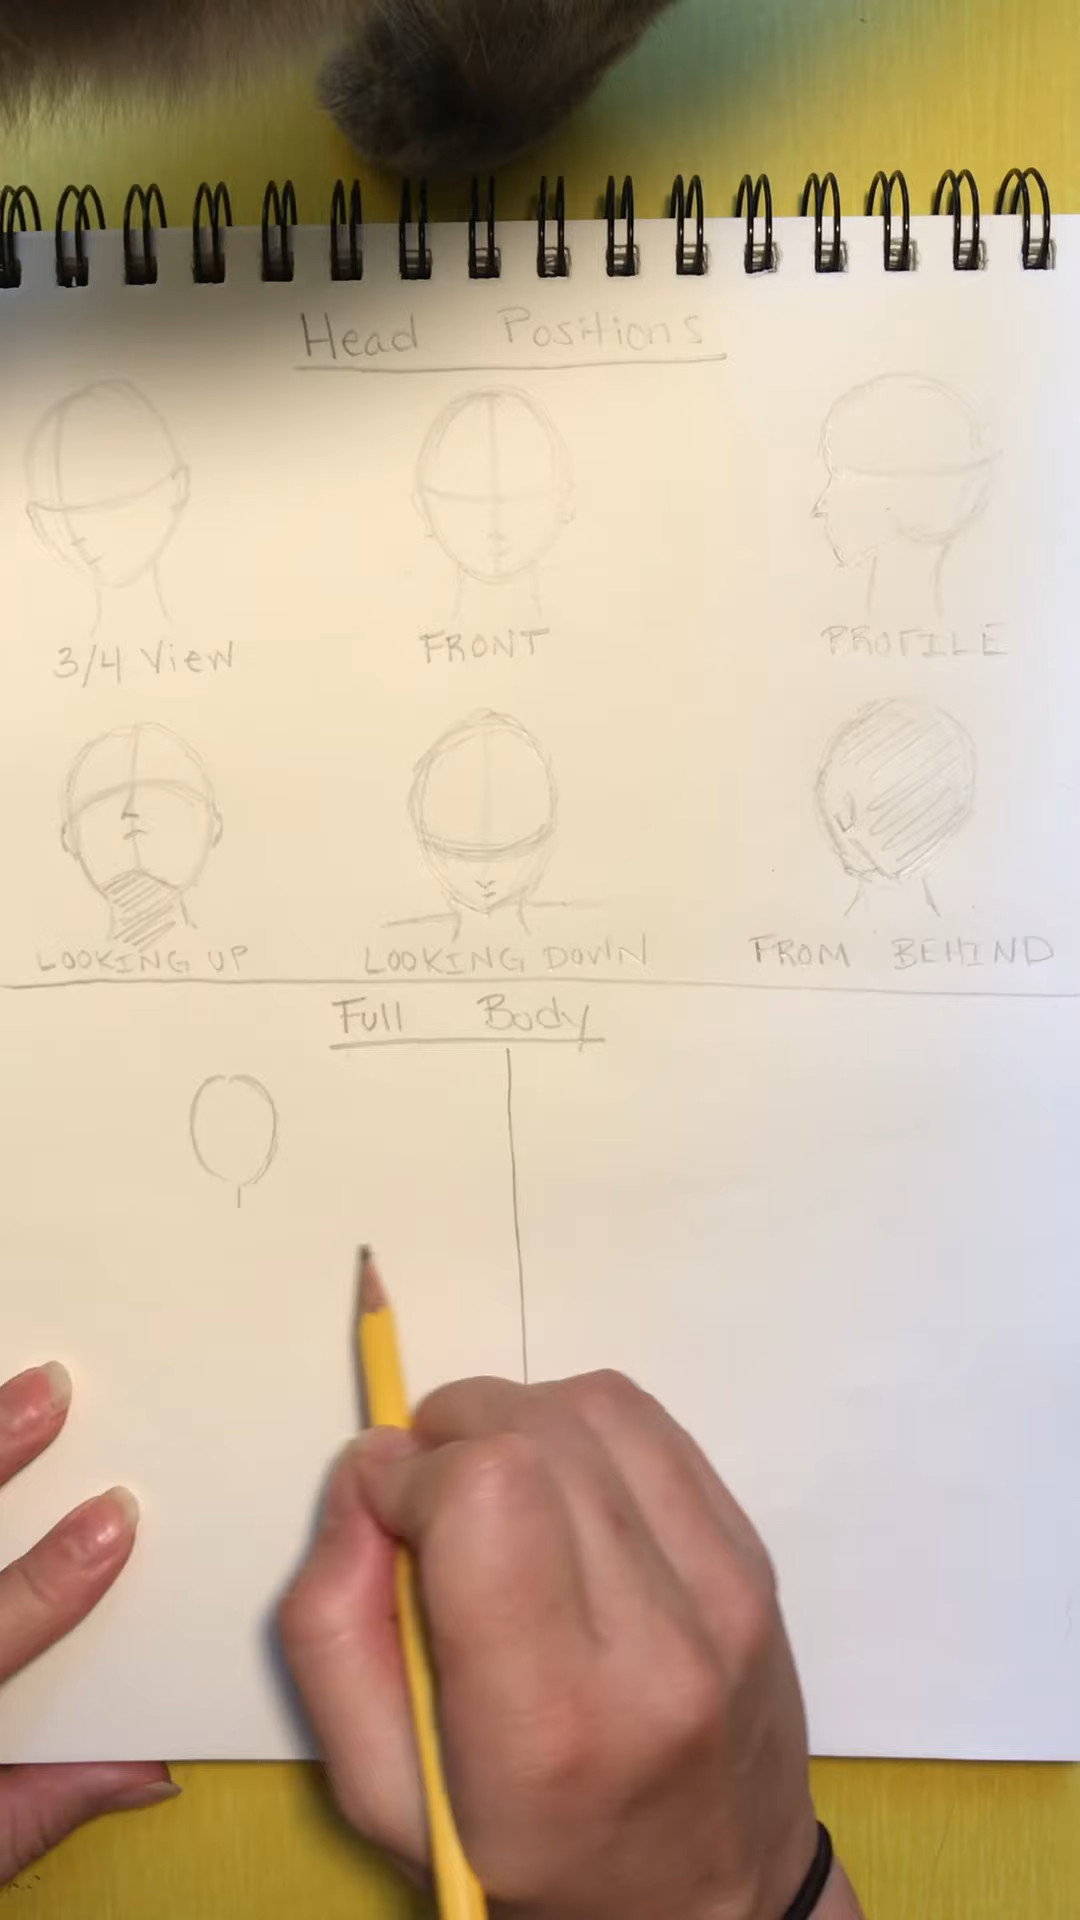 Head Positions
3/4 View
FRONT
PROFILE
LOOKING UP
LOOKING DOWN
FROM BEHIND
Full Body